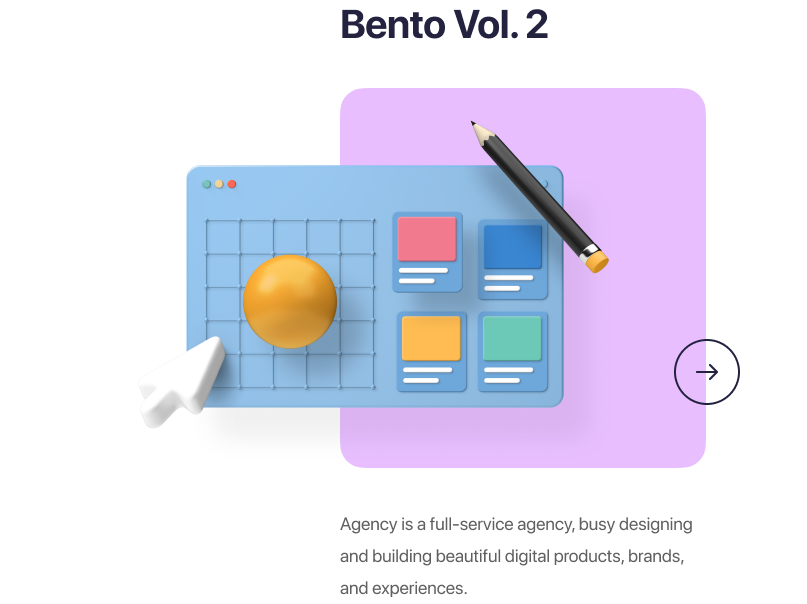 Bento Vol. 2
Agency is a full-service agency, busy designing
and building beautiful digital products, brands,
and experiences.